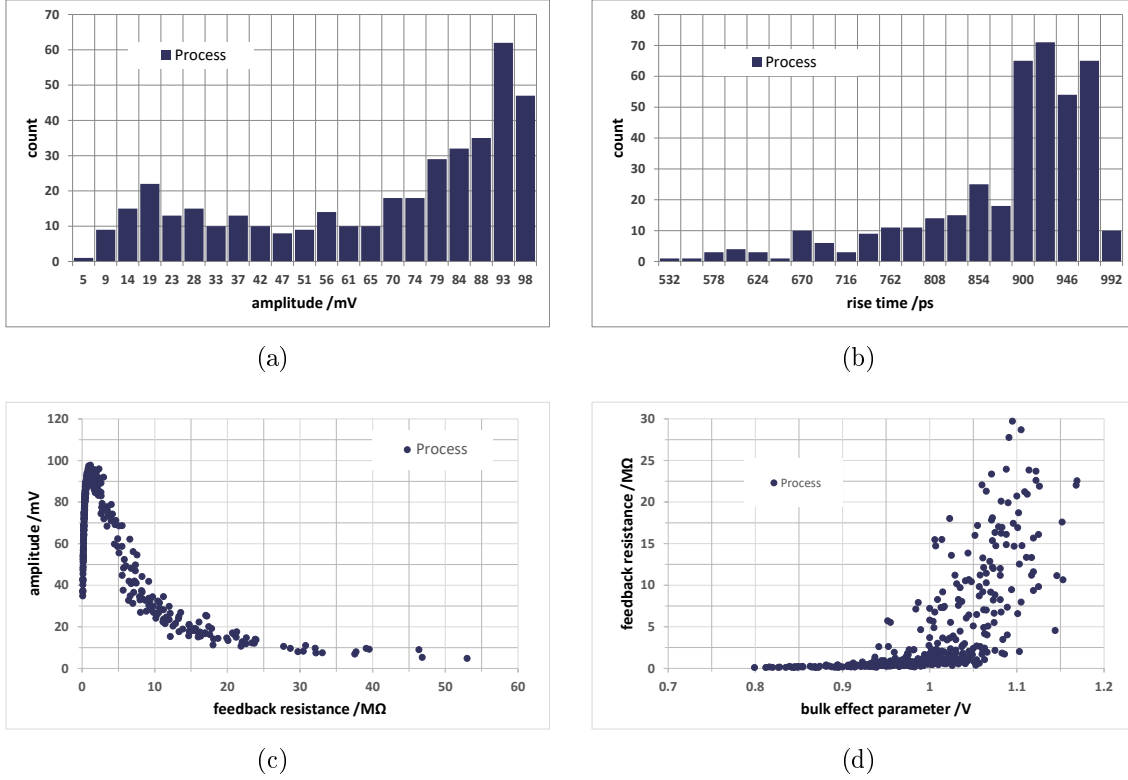 70
60
50
40
30
20
10
0
count
Process
5 9 14 19 23 28 33 37 42 47 51 56 61 65 70 74 79 84 88 93 98
amplitude /mV
(a)
80
70
60
50
40
30
20
10
0
count
Process
532 578 624 670 716 762 808 854 900 946 992
rise time /ps
(b)
120
100
80
60
40
20
0
amplitude /mV
Process
0 10 20 30 40 50 60
feedback resistance /MΩ
(c)
30
25
20
15
10
5
0
feedback resistance /MΩ
Process
0.7 0.8 0.9 1 1.1 1.2
bulk effect parameter /V
(d)